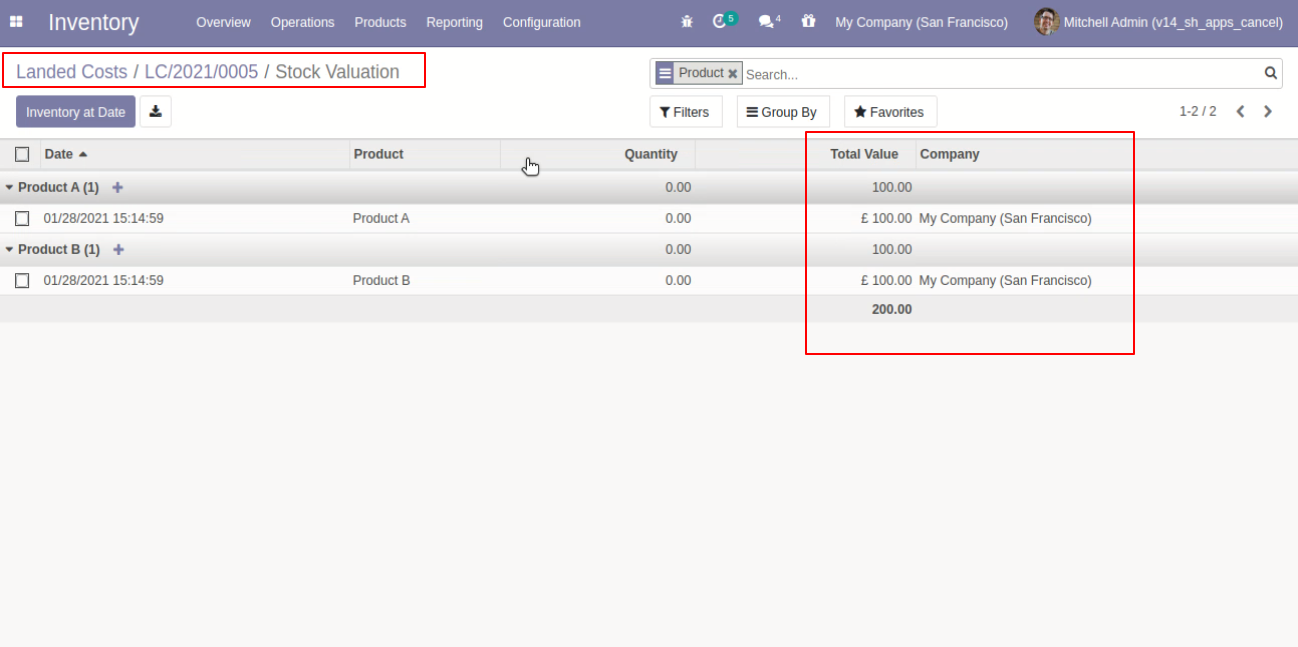 Inventory Overview Operations Products Reporting Configuration 5 4 My Company (San Francisco) Mitchell Admin (v14_sh_apps_cancel)
Landed Costs / LC/2021/0005 / Stock Valuation
Product Search...
Inventory at Date Filters Group By Favorites 1-2 / 2
Date Product Quantity Total Value Company
Product A (1) 0.00 100.00
01/28/2021 15:14:59 Product A 0.00 £ 100.00 My Company (San Francisco)
Product B (1) 0.00 100.00
01/28/2021 15:14:59 Product B 0.00 £ 100.00 My Company (San Francisco)
200.00